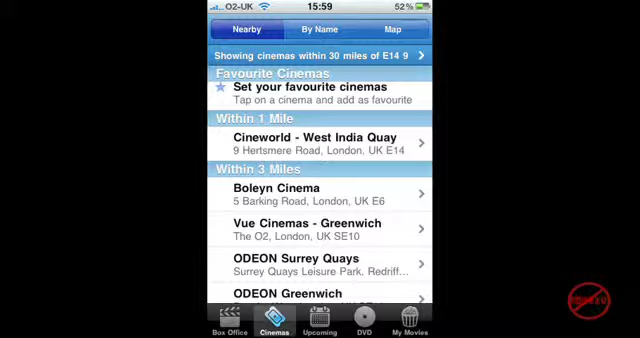 O2-UK 15:59 52%
Nearby By Name Map
Showing cinemas within 30 miles of E14 9
Favourite Cinemas
Set your favourite cinemas
Tap on a cinema and add as favourite
Within 1 Mile
Cineworld - West India Quay
9 Hertsmere Road, London, UK E14
Within 3 Miles
Boleyn Cinema
5 Barking Road, London, UK E6
Vue Cinemas - Greenwich
The O2, London, UK SE10
ODEON Surrey Quays
Surrey Quays Leisure Park, Redriff...
ODEON Greenwich
Box Office Cinemas Upcoming DVD My Movies